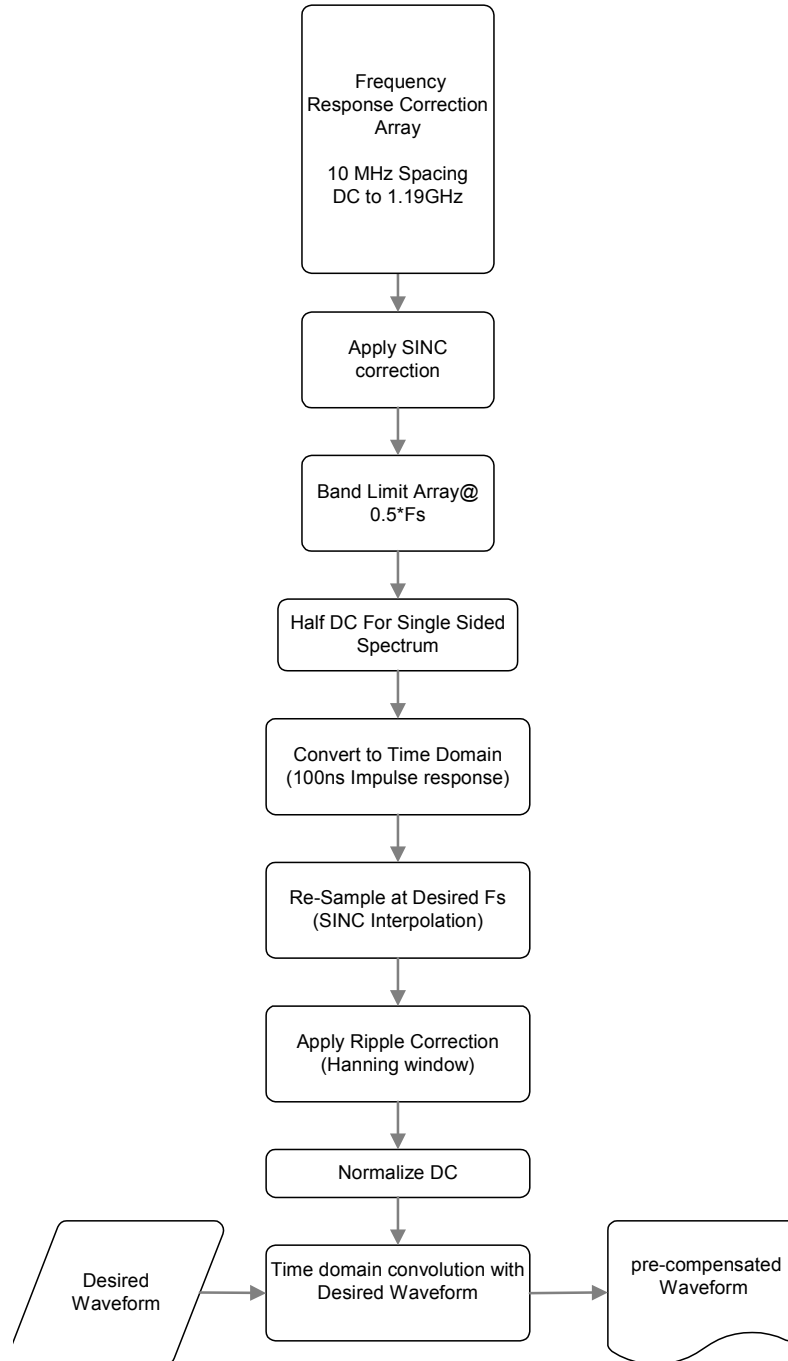 Frequency
Response Correction
Array
10 MHz Spacing
DC to 1.19GHz
Apply SINC
correction
Band Limit Array@
0.5*Fs
Half DC For Single Sided
Spectrum
Convert to Time Domain
(100ns Impulse response)
Re-Sample at Desired Fs
(SINC Interpolation)
Apply Ripple Correction
(Hanning window)
Normalize DC
Desired
Waveform
Time domain convolution with
Desired Waveform
pre-compensated
Waveform